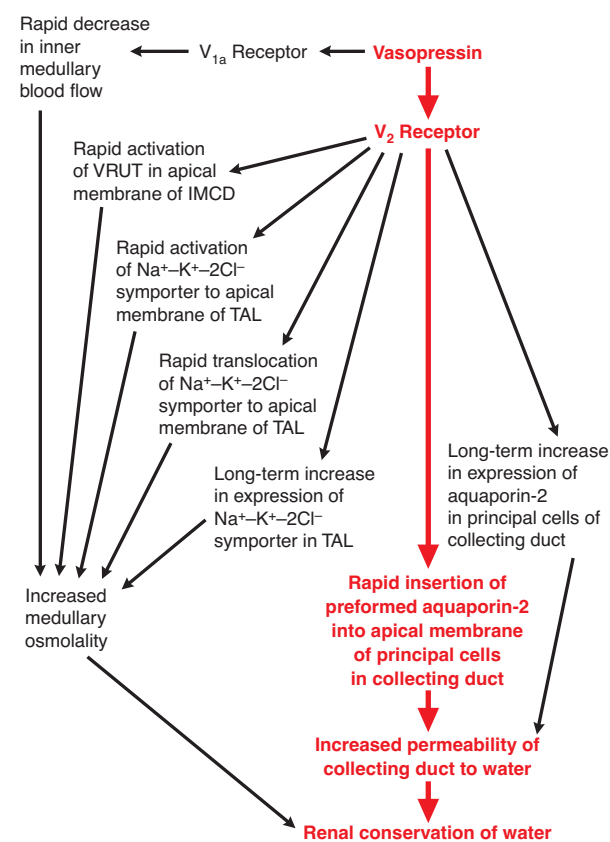 Rapid decrease
in inner
medullary
blood flow
V₁ₐ Receptor
Vasopressin
V₂ Receptor
Rapid activation
of VRUT in apical
membrane of IMCD
Rapid activation
of Na⁺–K⁺–2Cl⁻
symporter to apical
membrane of TAL
Rapid translocation
of Na⁺–K⁺–2Cl⁻
symporter to apical
membrane of TAL
Long-term increase
in expression of
Na⁺–K⁺–2Cl⁻
symporter in TAL
Long-term increase
in expression of
aquaporin-2
in principal cells of
collecting duct
Increased
medullary
osmolality
Rapid insertion of
preformed aquaporin-2
into apical membrane
of principal cells
in collecting duct
Increased permeability of
collecting duct to water
Renal conservation of water